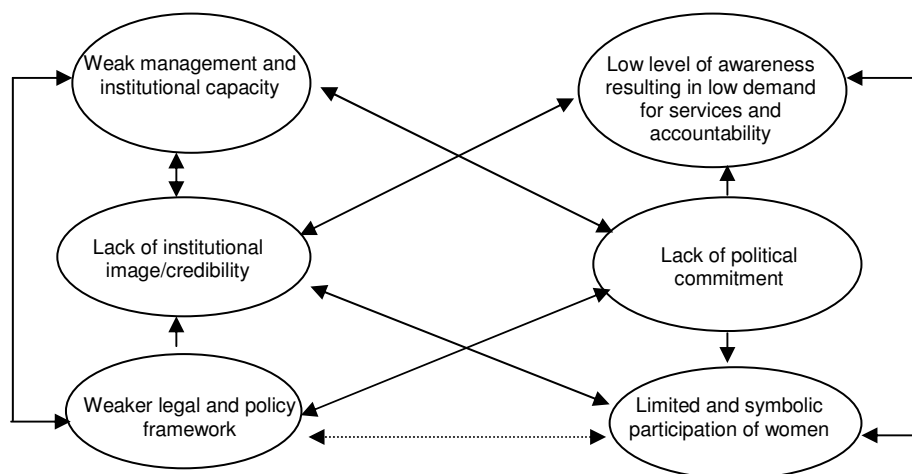 Weak management and
institutional capacity
Low level of awareness
resulting in low demand
for services and
accountability
Lack of institutional
image/credibility
Lack of political
commitment
Weaker legal and policy
framework
Limited and symbolic
participation of women